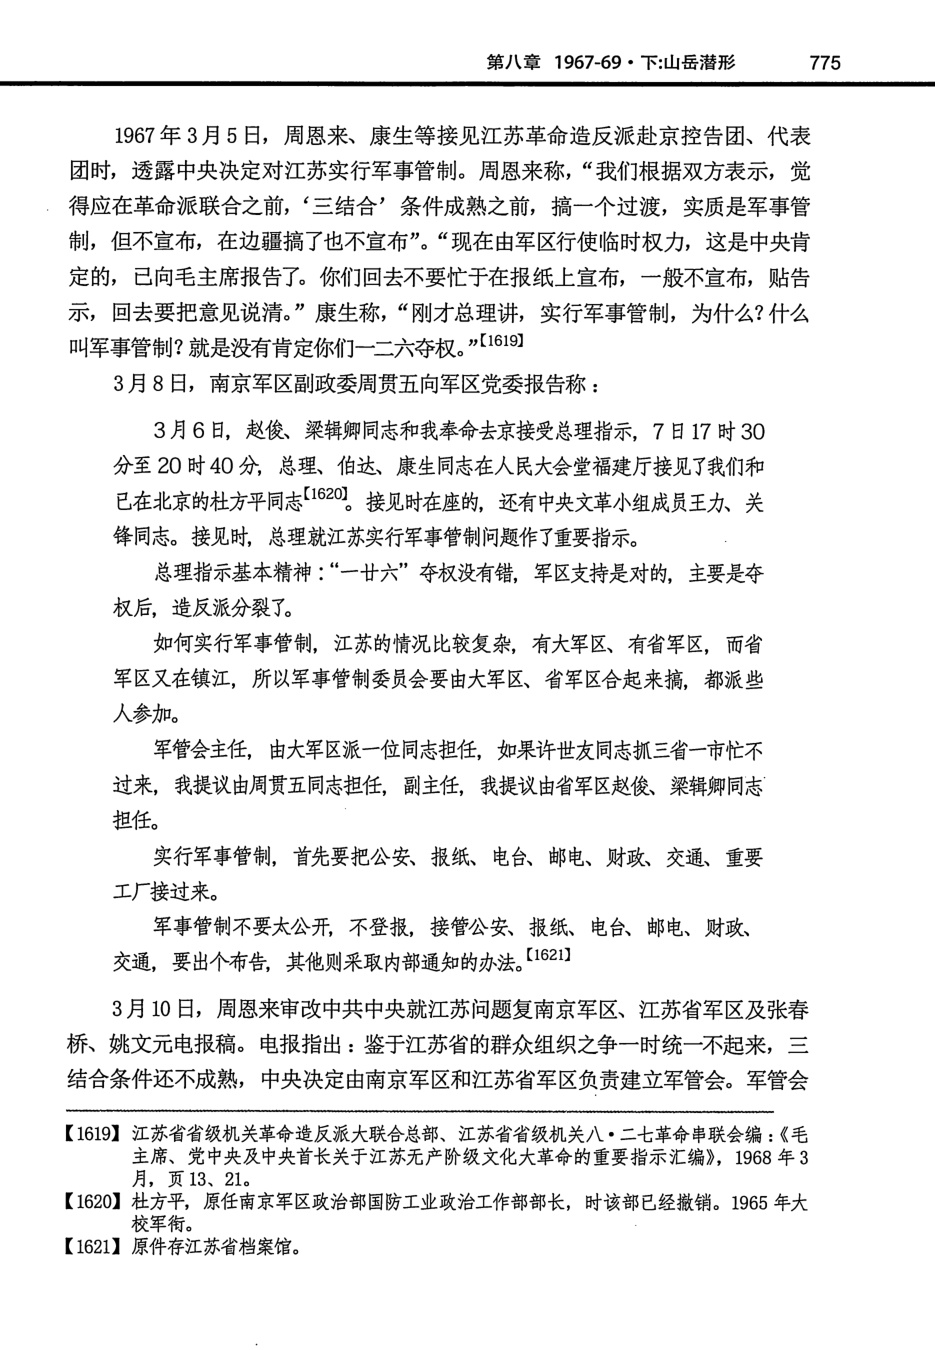 第八章 1967-69·下:山岳潜形 775
1967年3月5日，周恩来、康生等接见江苏革命造反派赴京控告团、代表
团时，透露中央决定对江苏实行军事管制。周恩来称，“我们根据双方表示，觉
得应在革命派联合之前，‘三结合’条件成熟之前，搞一个过渡，实质是军事管
制，但不宣布，在边疆搞了也不宣布”。“现在由军区行使临时权力，这是中央肯
定的，已向毛主席报告了。你们回去不要忙于在报纸上宣布，一般不宣布，贴告
示，回去要把意见说清。”康生称，“刚才总理讲，实行军事管制，为什么？什么
叫军事管制？就是没有肯定你们一二六夺权。”【1619】
3月8日，南京军区副政委周贯五向军区党委报告称：
3月6日，赵俊、梁辑卿同志和我奉命去京接受总理指示，7日17时30
分至20时40分，总理、伯达、康生同志在人民大会堂福建厅接见了我们和
已在北京的杜方平同志【1620】。接见时在座的，还有中央文革小组成员王力、关
锋同志。接见时，总理就江苏实行军事管制问题作了重要指示。
总理指示基本精神：“一廿六”夺权没有错，军区支持是对的，主要是夺
权后，造反派分裂了。
如何实行军事管制，江苏的情况比较复杂，有大军区、有省军区，而省
军区又在镇江，所以军事管制委员会要由大军区、省军区合起来搞，都派些
人参加。
军管会主任，由大军区派一位同志担任，如果许世友同志抓三省一市忙不
过来，我提议由周贯五同志担任，副主任，我提议由省军区赵俊、梁辑卿同志
担任。
实行军事管制，首先要把公安、报纸、电台、邮电、财政、交通、重要
工厂接过来。
军事管制不要太公开，不登报，接管公安、报纸、电台、邮电、财政、
交通，要出个布告，其他则采取内部通知的办法。【1621】
3月10日，周恩来审改中共中央就江苏问题复南京军区、江苏省军区及张春
桥、姚文元电报稿。电报指出：鉴于江苏省的群众组织之争一时统一不起来，三
结合条件还不成熟，中央决定由南京军区和江苏省军区负责建立军管会。军管会
【1619】江苏省省级机关革命造反派大联合总部、江苏省省级机关八·二七革命串联会编：《毛
主席、党中央及中央首长关于江苏无产阶级文化大革命的重要指示汇编》，1968年3
月，页13、21。
【1620】杜方平，原任南京军区政治部国防工业政治工作部部长，时该部已经撤销。1965年大
校军衔。
【1621】原件存江苏省档案馆。